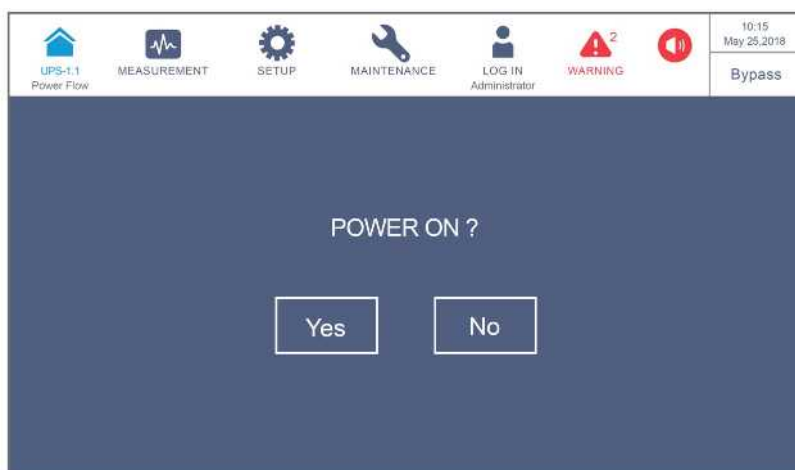 UPS-1.1
Power Flow
MEASUREMENT
SETUP
MAINTENANCE
LOG IN
Administrator
2
WARNING
10:15
May 25,2018
Bypass
POWER ON ?
Yes
No